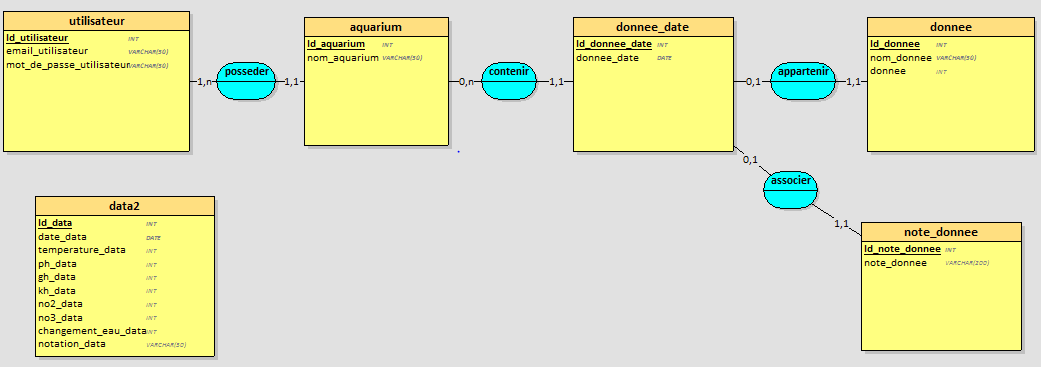 utilisateur
Id_utilisateur INT
email_utilisateur VARCHAR(50)
mot_de_passe_utilisateur VARCHAR(50)
1,n
posseder
1,1
aquarium
Id_aquarium INT
nom_aquarium VARCHAR(50)
0,n
contenir
1,1
donnee_date
Id_donnee_date INT
donnee_date DATE
0,1
appartenir
1,1
donnee
Id_donnee INT
nom_donnee VARCHAR(50)
donnee INT
0,1
associer
1,1
note_donnee
Id_note_donnee INT
note_donnee VARCHAR(200)
data2
Id_data INT
date_data DATE
temperature_data INT
ph_data INT
gh_data INT
kh_data INT
no2_data INT
no3_data INT
changement_eau_data INT
notation_data VARCHAR(50)